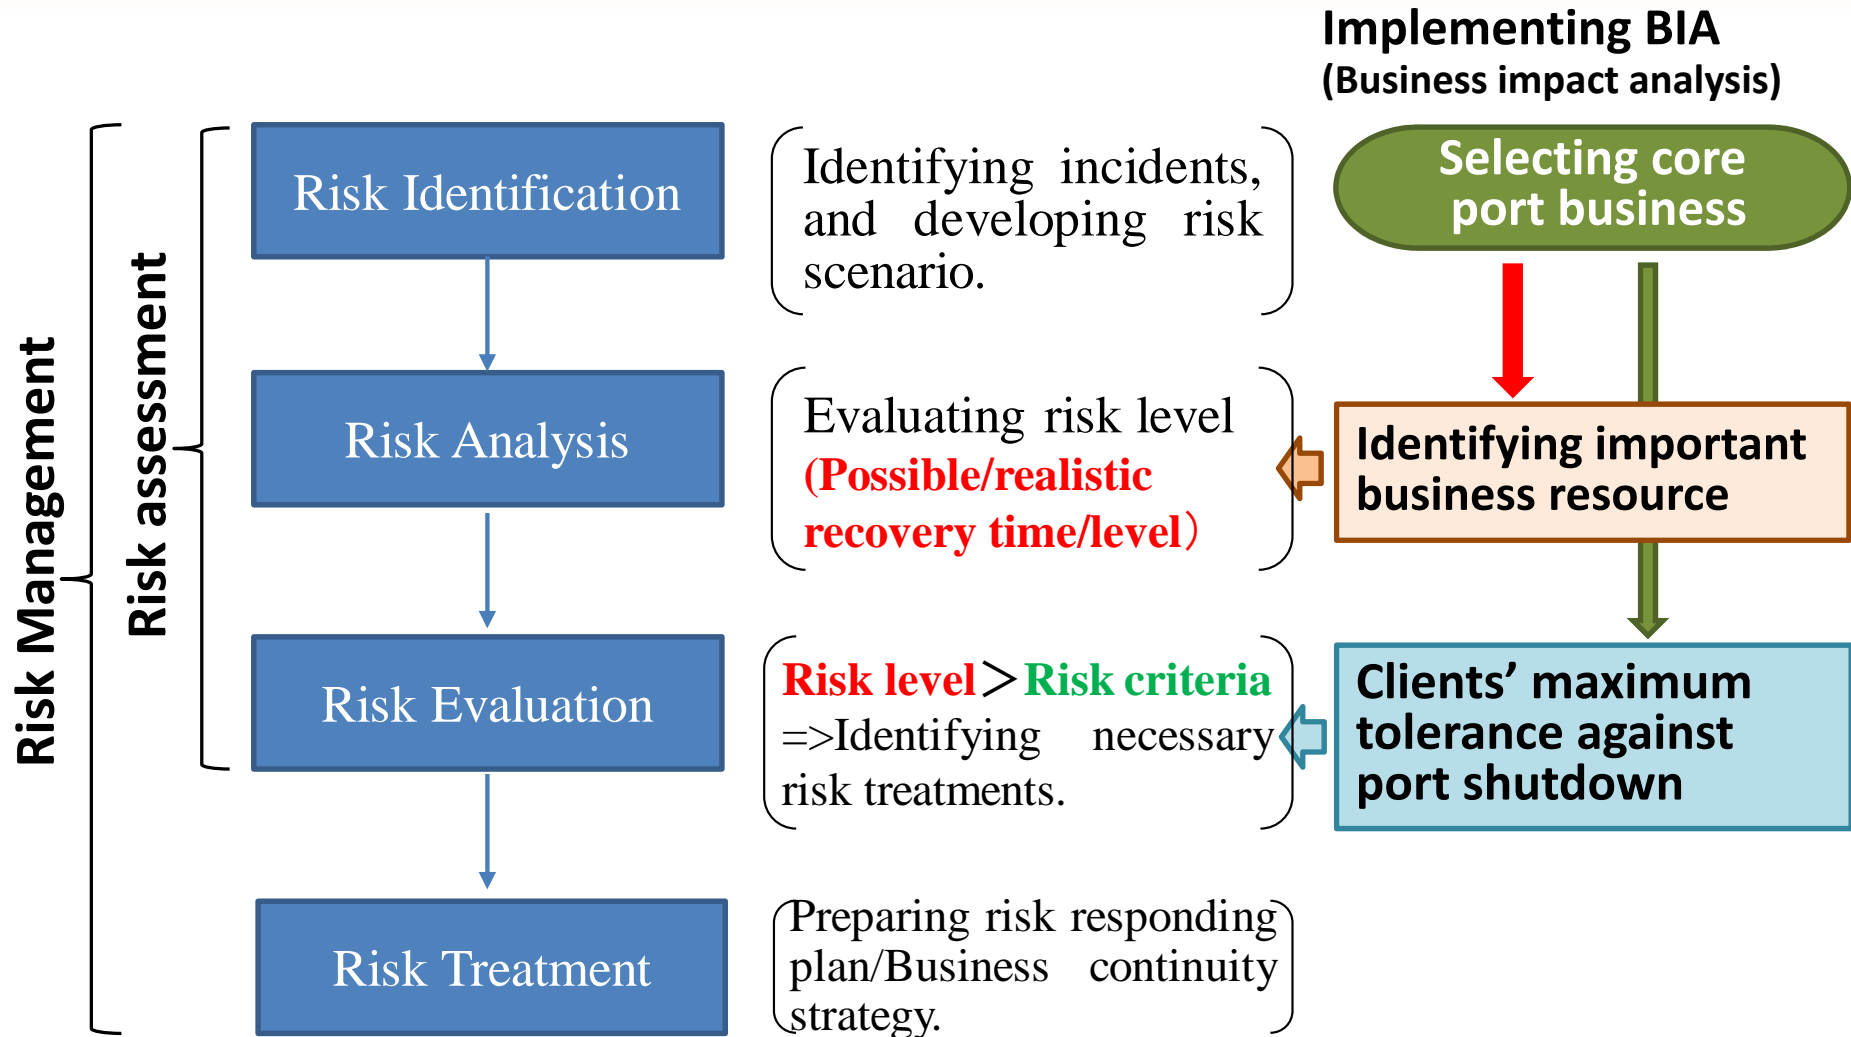 Implementing BIA
(Business impact analysis)
Risk Management
Risk assessment
Risk Identification
Identifying incidents,
and developing risk
scenario.
Selecting core
port business
Risk Analysis
Evaluating risk level
(Possible/realistic
recovery time/level）
Identifying important
business resource
Risk Evaluation
Risk level＞Risk criteria
=>Identifying necessary
risk treatments.
Clients’ maximum
tolerance against
port shutdown
Risk Treatment
Preparing risk responding
plan/Business continuity
strategy.